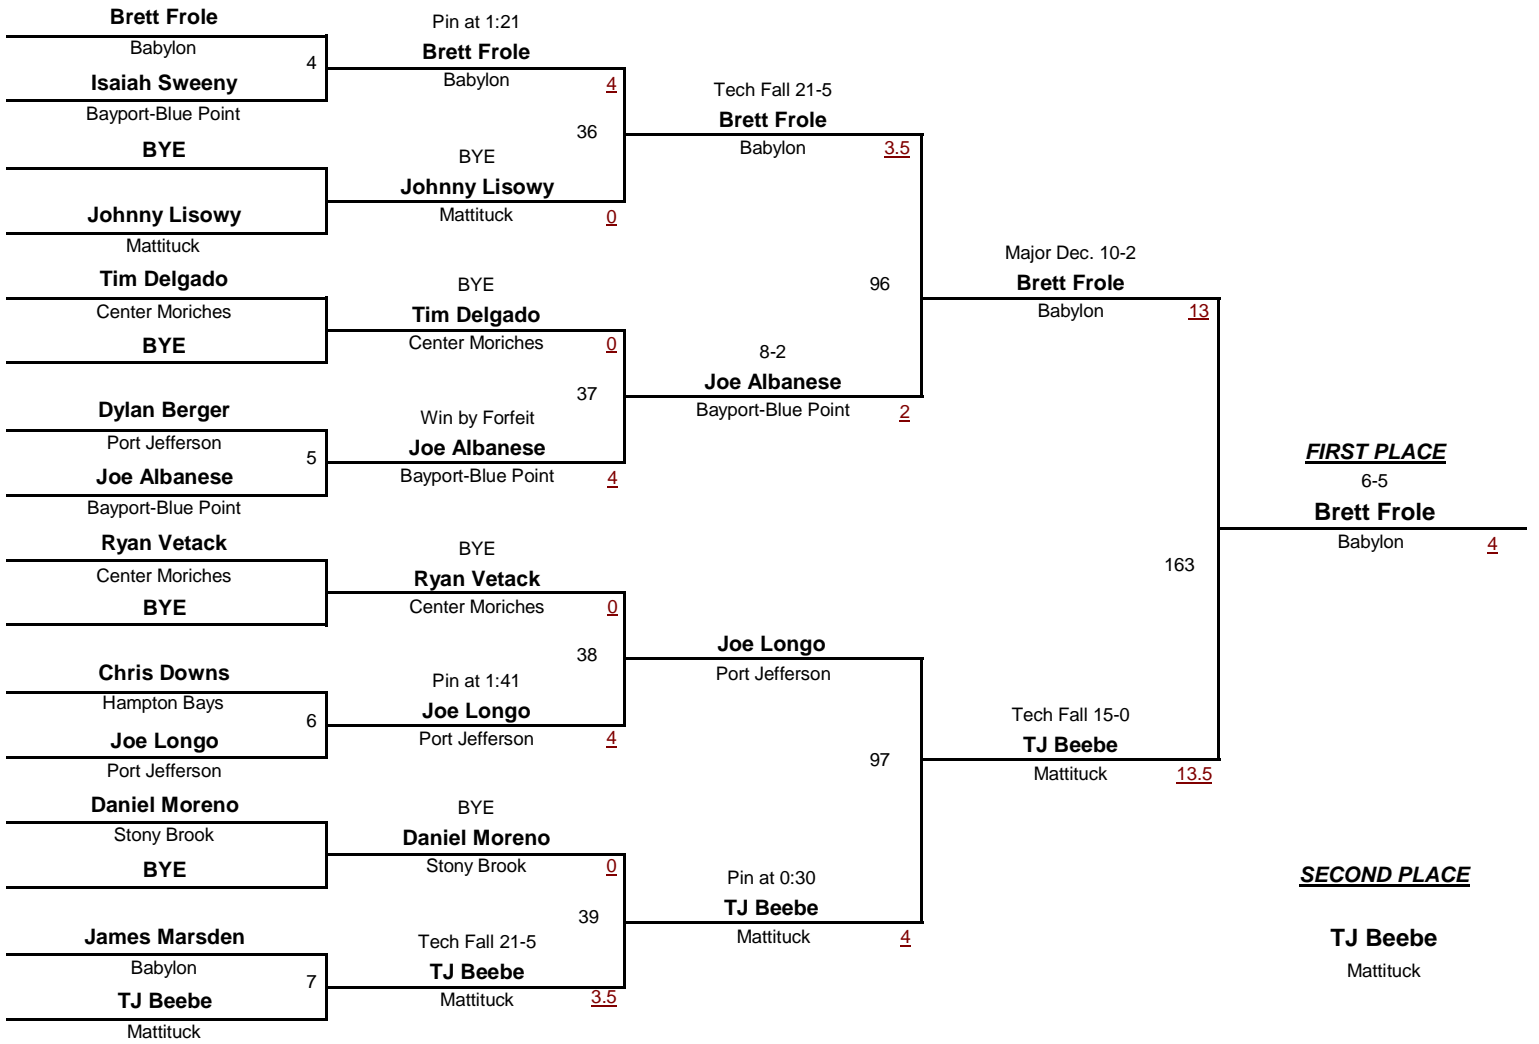 Brett Frole
Babylon
4
Isaiah Sweeny
Bayport-Blue Point
BYE
Johnny Lisowy
Mattituck
Tim Delgado
Center Moriches
BYE
Dylan Berger
Port Jefferson
5
Joe Albanese
Bayport-Blue Point
Ryan Vetack
Center Moriches
BYE
Chris Downs
Hampton Bays
6
Joe Longo
Port Jefferson
Daniel Moreno
Stony Brook
BYE
James Marsden
Babylon
7
TJ Beebe
Mattituck
Pin at 1:21
Brett Frole
Babylon
4
36
BYE
Johnny Lisowy
Mattituck
0
BYE
Tim Delgado
Center Moriches
0
37
Win by Forfeit
Joe Albanese
Bayport-Blue Point
4
BYE
Ryan Vetack
Center Moriches
0
38
Pin at 1:41
Joe Longo
Port Jefferson
4
BYE
Daniel Moreno
Stony Brook
0
39
Tech Fall 21-5
TJ Beebe
Mattituck
3.5
Tech Fall 21-5
Brett Frole
Babylon
3.5
96
8-2
Joe Albanese
Bayport-Blue Point
2
Joe Longo
Port Jefferson
97
Pin at 0:30
TJ Beebe
Mattituck
4
Major Dec. 10-2
Brett Frole
Babylon
13
163
Tech Fall 15-0
TJ Beebe
Mattituck
13.5
FIRST PLACE
6-5
Brett Frole
Babylon
4
SECOND PLACE
TJ Beebe
Mattituck